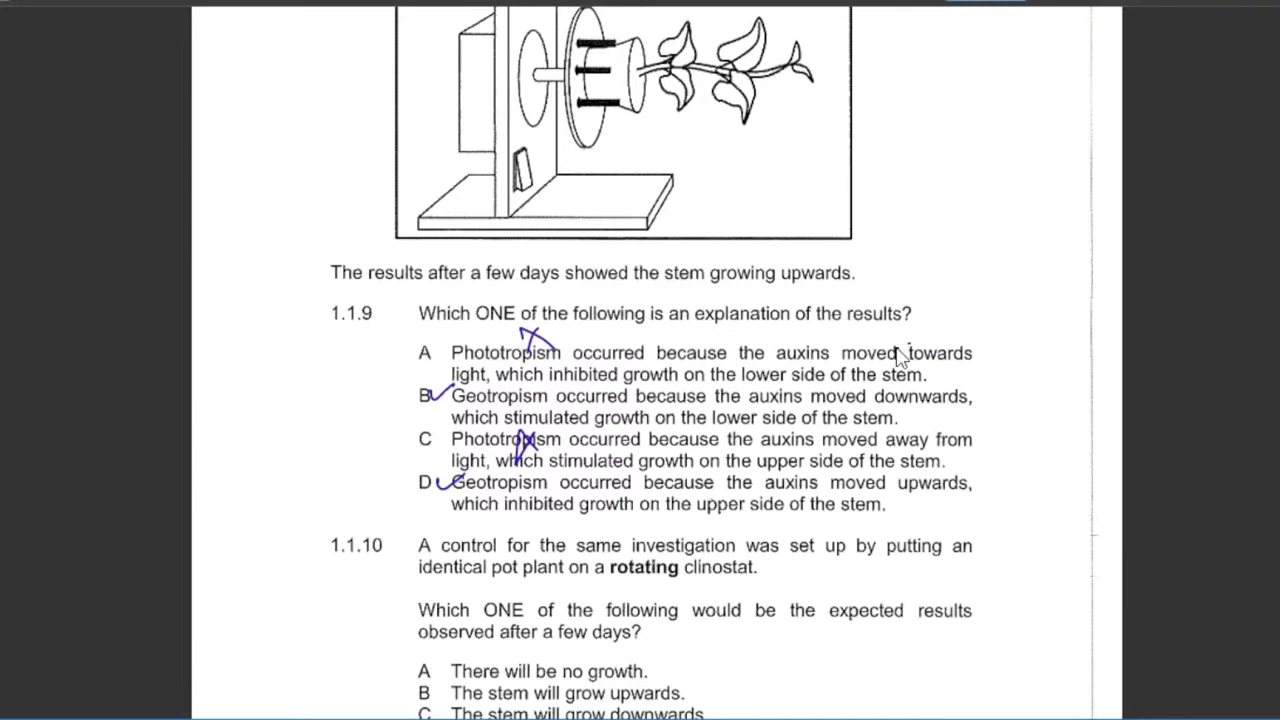 The results after a few days showed the stem growing upwards.
1.1.9 Which ONE of the following is an explanation of the results?
A Phototropism occurred because the auxins moved towards
light, which inhibited growth on the lower side of the stem.
B Geotropism occurred because the auxins moved downwards,
which stimulated growth on the lower side of the stem.
C Phototropism occurred because the auxins moved away from
light, which stimulated growth on the upper side of the stem.
D Geotropism occurred because the auxins moved upwards,
which inhibited growth on the upper side of the stem.
1.1.10 A control for the same investigation was set up by putting an
identical pot plant on a rotating clinostat.
Which ONE of the following would be the expected results
observed after a few days?
A There will be no growth.
B The stem will grow upwards.
C The stem will grow downwards